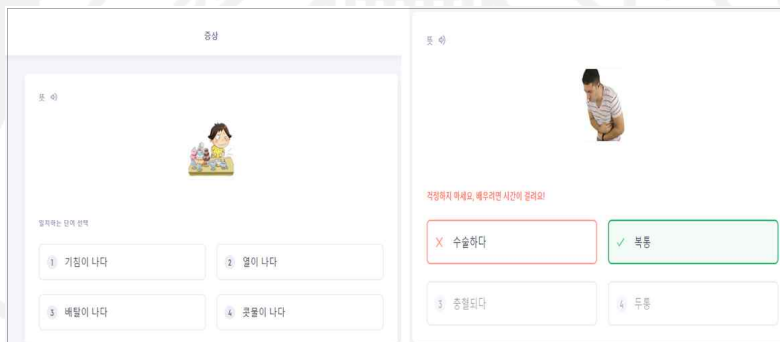 증상
뜻
일치하는 단어 선택
1 기침이 나다
2 열이 나다
3 배탈이 나다
4 콧물이 나다
뜻
걱정하지 마세요, 배우려면 시간이 걸려요!
수술하다
복통
3 충혈되다
4 두통